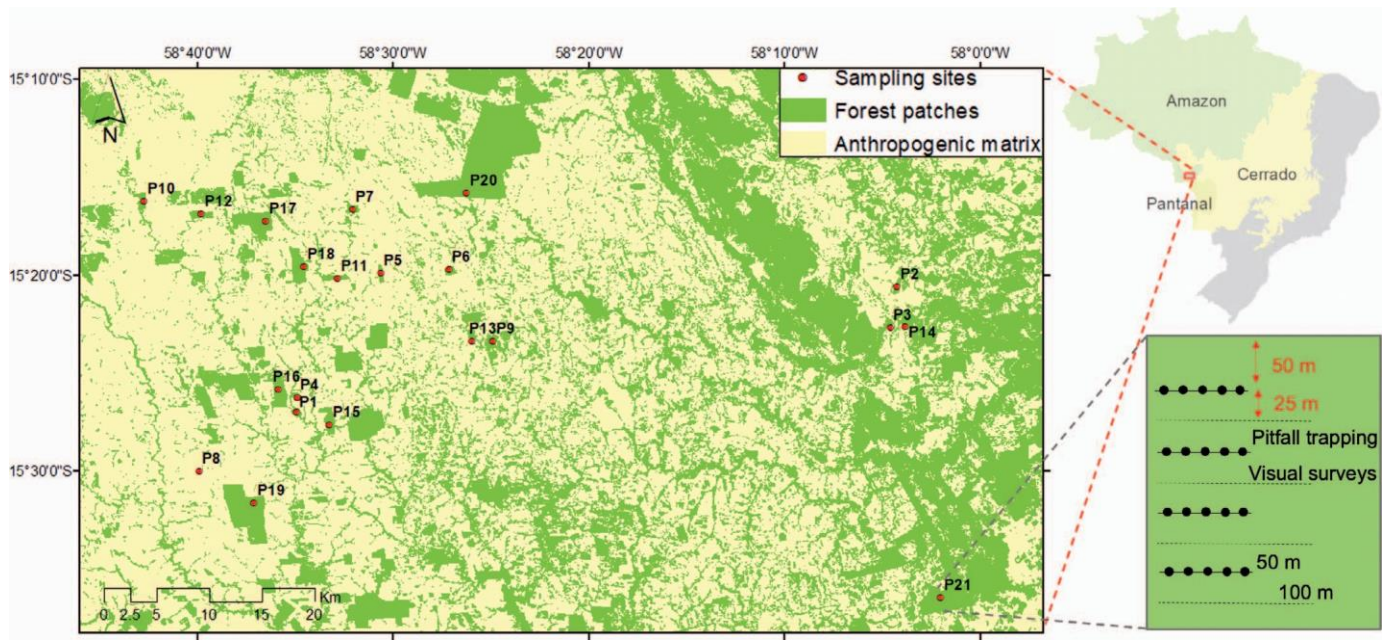 58°40'0"W 58°30'0"W 58°20'0"W 58°10'0"W 58°00'0"W
15°10'0"S
15°20'0"S
15°30'0"S
N
Sampling sites
Forest patches
Anthropogenic matrix
P10
P12
P17
P7
P20
P18
P11
P5
P6
P13
P9
P2
P3
P14
P16
P4
P1
P15
P8
P19
P21
0 2.5 5 10 15 20
Km
Amazon
Cerrado
Pantanal
50 m
25 m
Pitfall trapping
Visual surveys
50 m
100 m